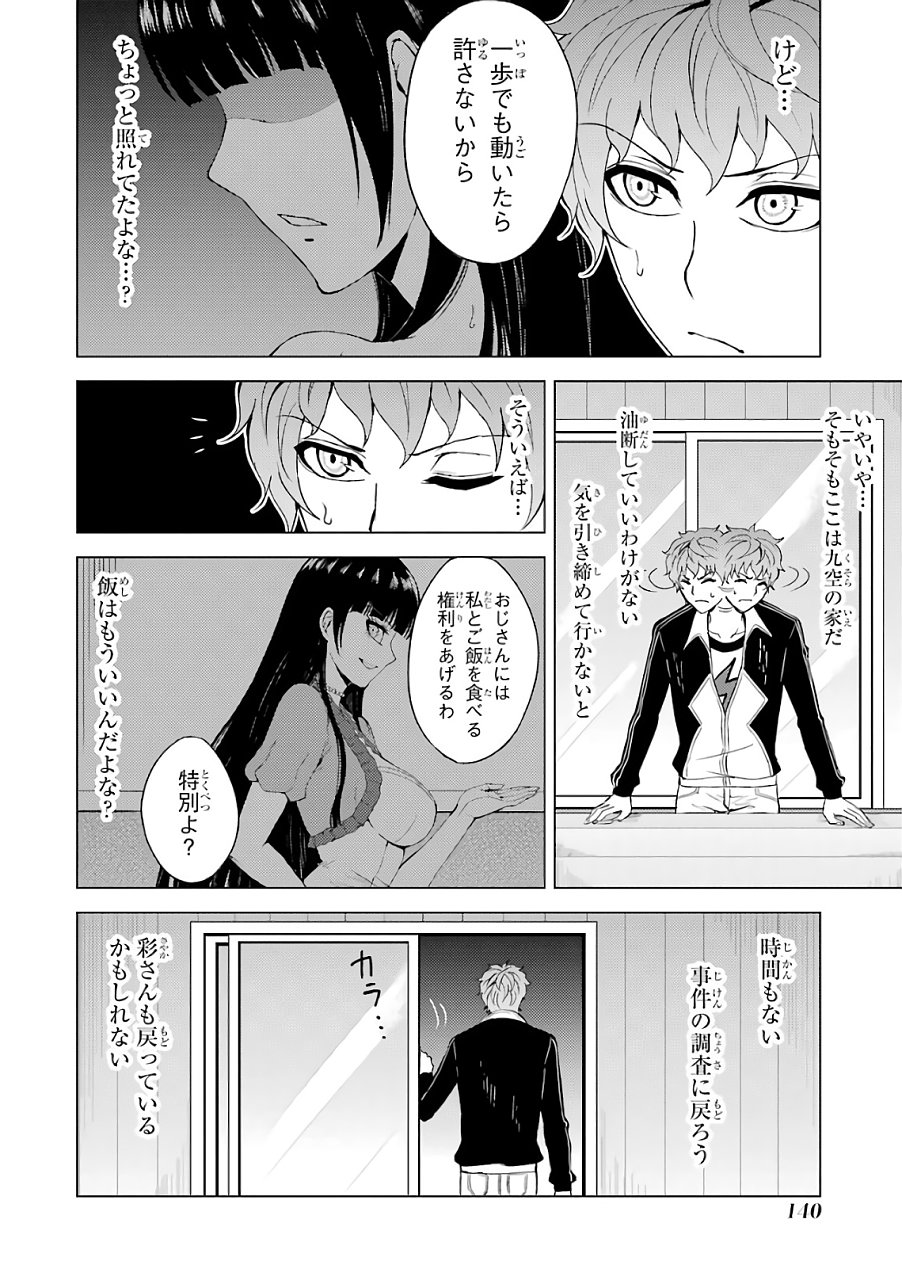 けど…
一歩でも動いたら
許さないから
ちょっと照れてたよな…？
いやいや…
そもそもここは九空の家だ
油断していいわけがない
気を引き締めて行かないと
そういえば…
おじさんには
私とご飯を食べる
権利をあげるわ
特別よ？
飯はもういいんだよな？
時間もない
事件の調査に戻ろう
カラ…
彩さんも戻っている
かもしれない
140